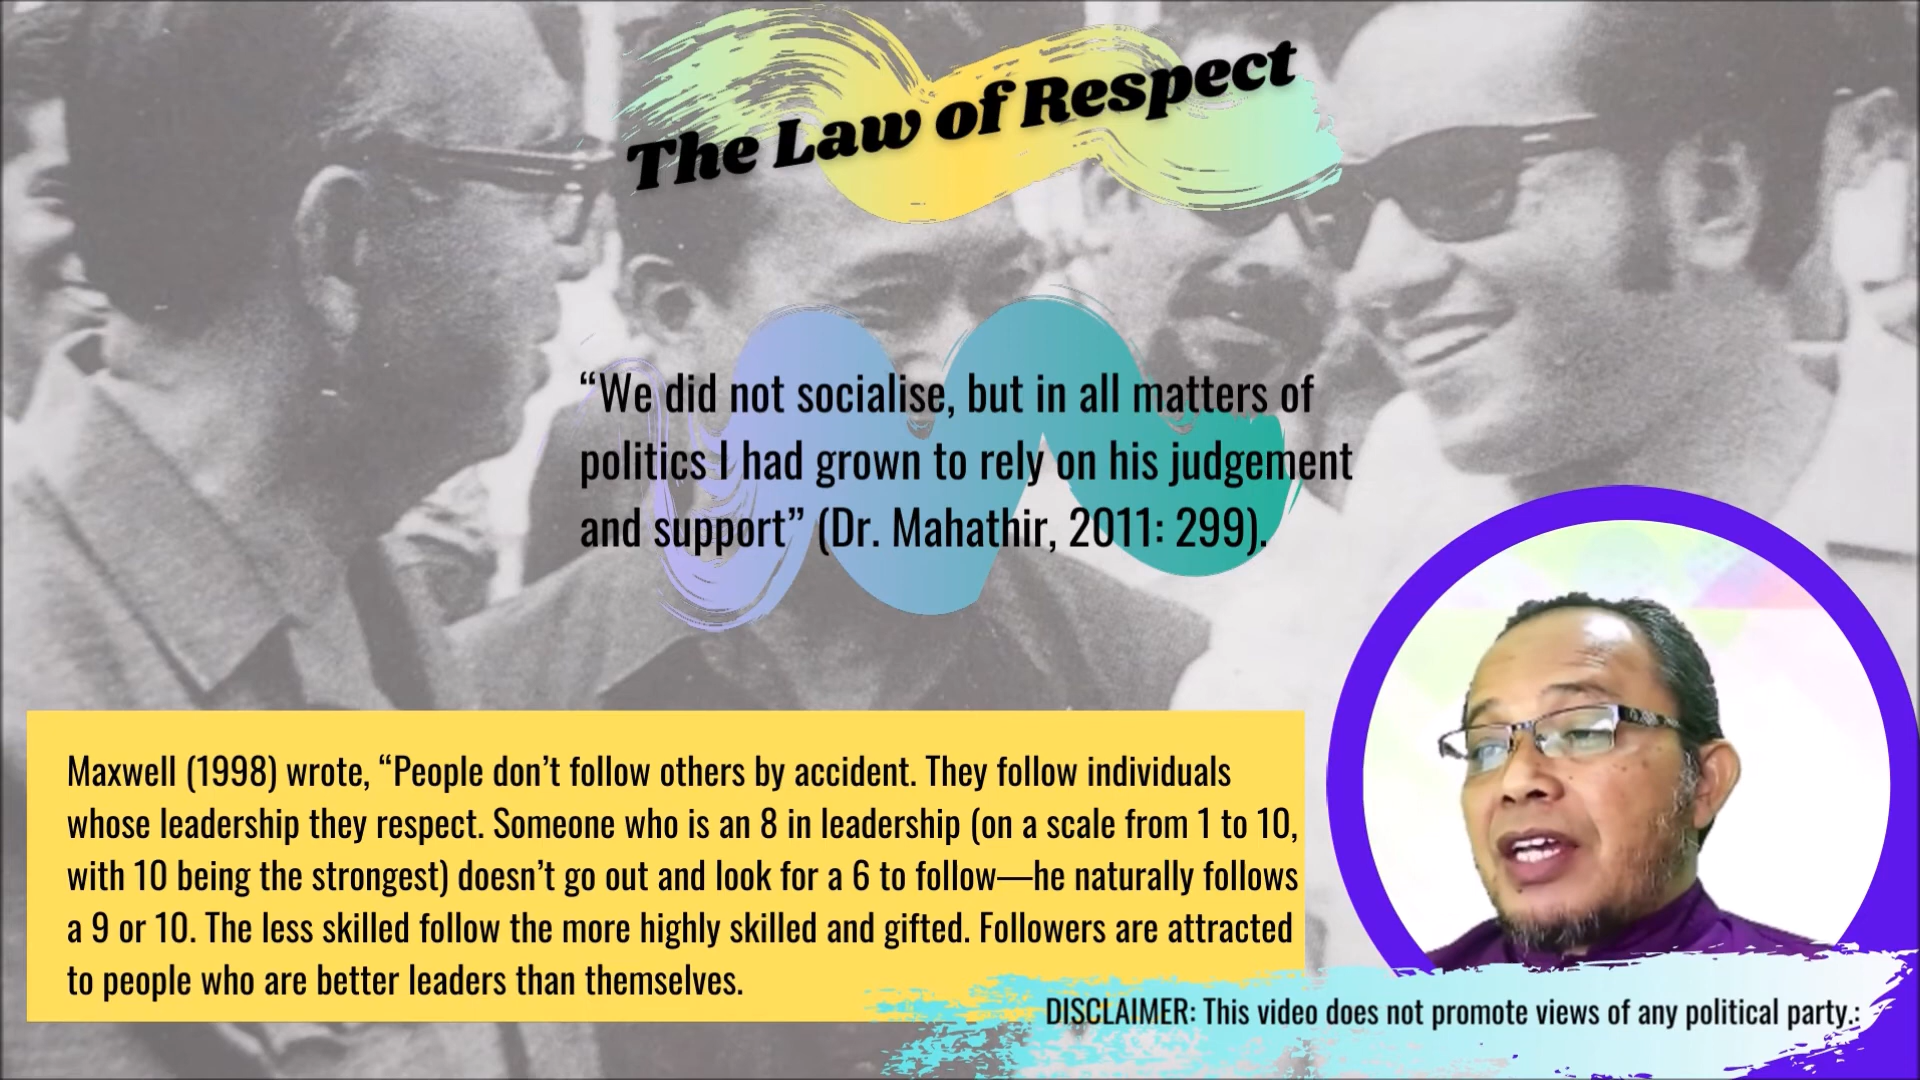 The Law of Respect
“We did not socialise, but in all matters of
politics I had grown to rely on his judgement
and support” (Dr. Mahathir, 2011: 299).
Maxwell (1998) wrote, “People don’t follow others by accident. They follow individuals
whose leadership they respect. Someone who is an 8 in leadership (on a scale from 1 to 10,
with 10 being the strongest) doesn’t go out and look for a 6 to follow—he naturally follows
a 9 or 10. The less skilled follow the more highly skilled and gifted. Followers are attracted
to people who are better leaders than themselves.
DISCLAIMER: This video does not promote views of any political party.: